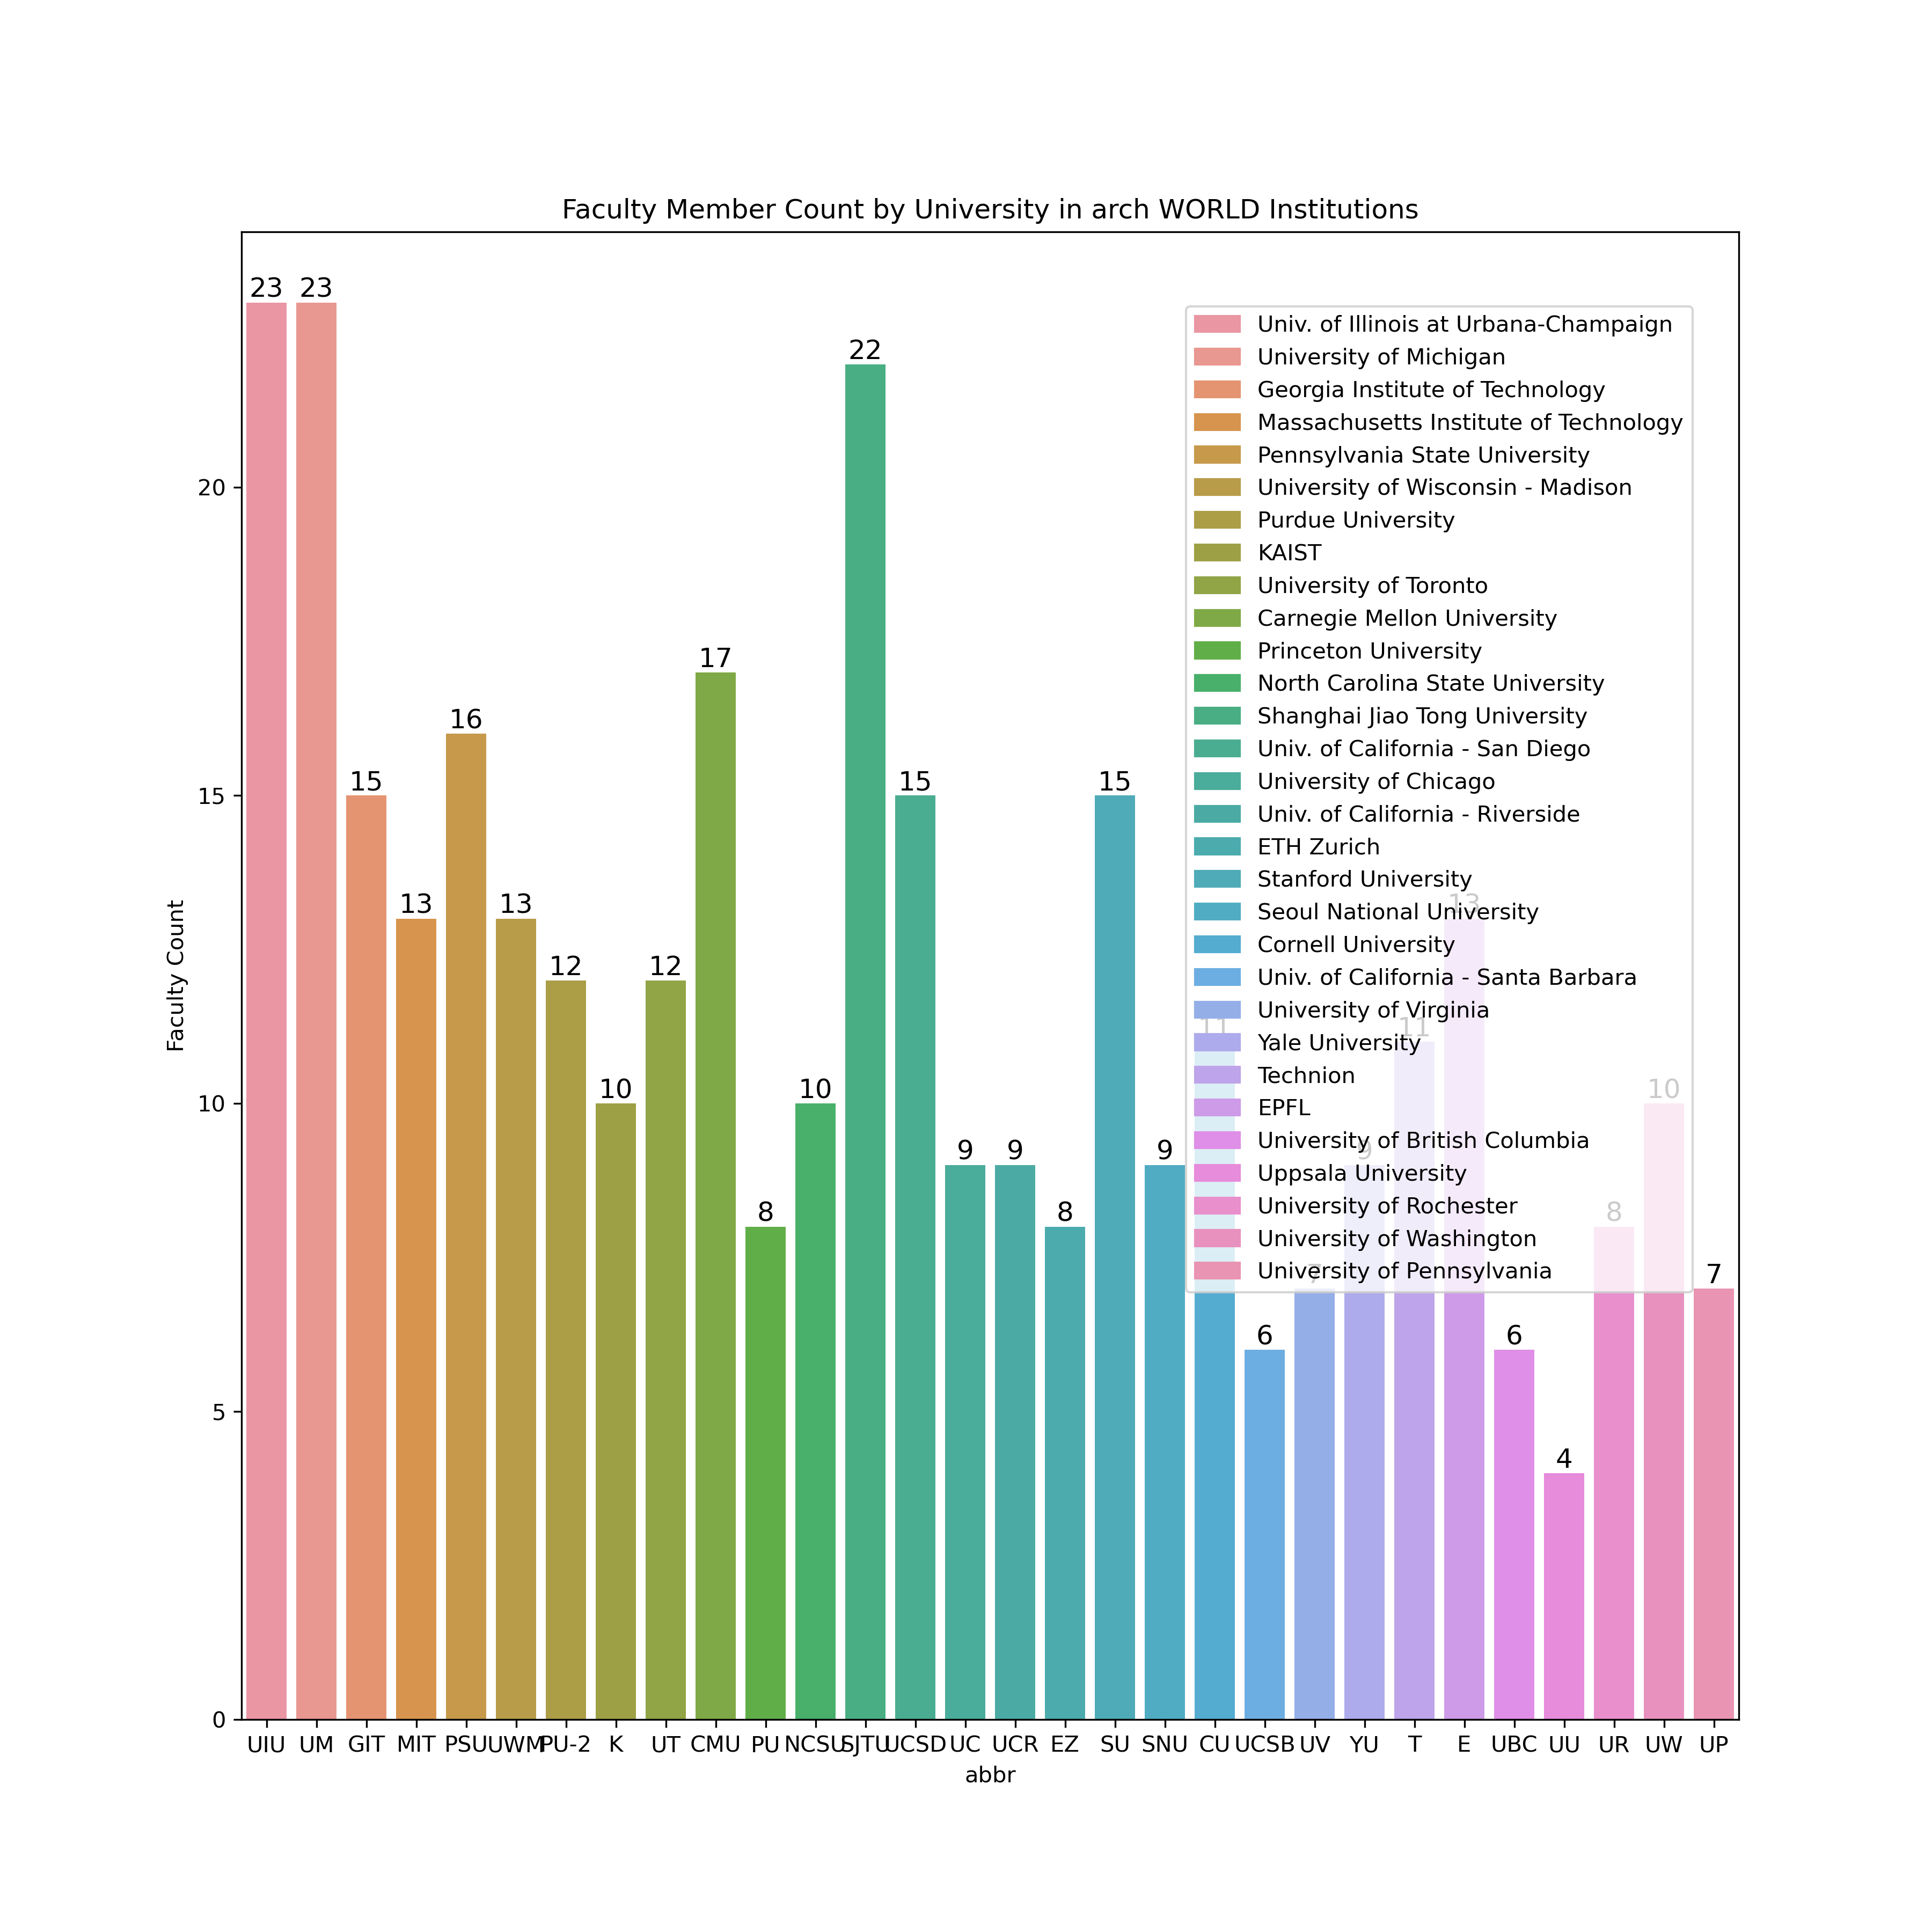 Faculty Member Count by University in arch WORLD Institutions
23
23
15
13
16
13
12
10
12
17
8
10
22
15
9
9
8
15
9
11
6
7
9
11
13
6
4
8
10
7
Univ. of Illinois at Urbana-Champaign
University of Michigan
Georgia Institute of Technology
Massachusetts Institute of Technology
Pennsylvania State University
University of Wisconsin - Madison
Purdue University
KAIST
University of Toronto
Carnegie Mellon University
Princeton University
North Carolina State University
Shanghai Jiao Tong University
Univ. of California - San Diego
University of Chicago
Univ. of California - Riverside
ETH Zurich
Stanford University
Seoul National University
Cornell University
Univ. of California - Santa Barbara
University of Virginia
Yale University
Technion
EPFL
University of British Columbia
Uppsala University
University of Rochester
University of Washington
University of Pennsylvania
Faculty Count
20
15
10
5
0
UIU UM GIT MIT PSU UWM PU-2 K UT CMU PU NCSU SJTU UCSD UC UCR EZ SU SNU CU UCSB UV YU T E UBC UU UR UW UP
abbr